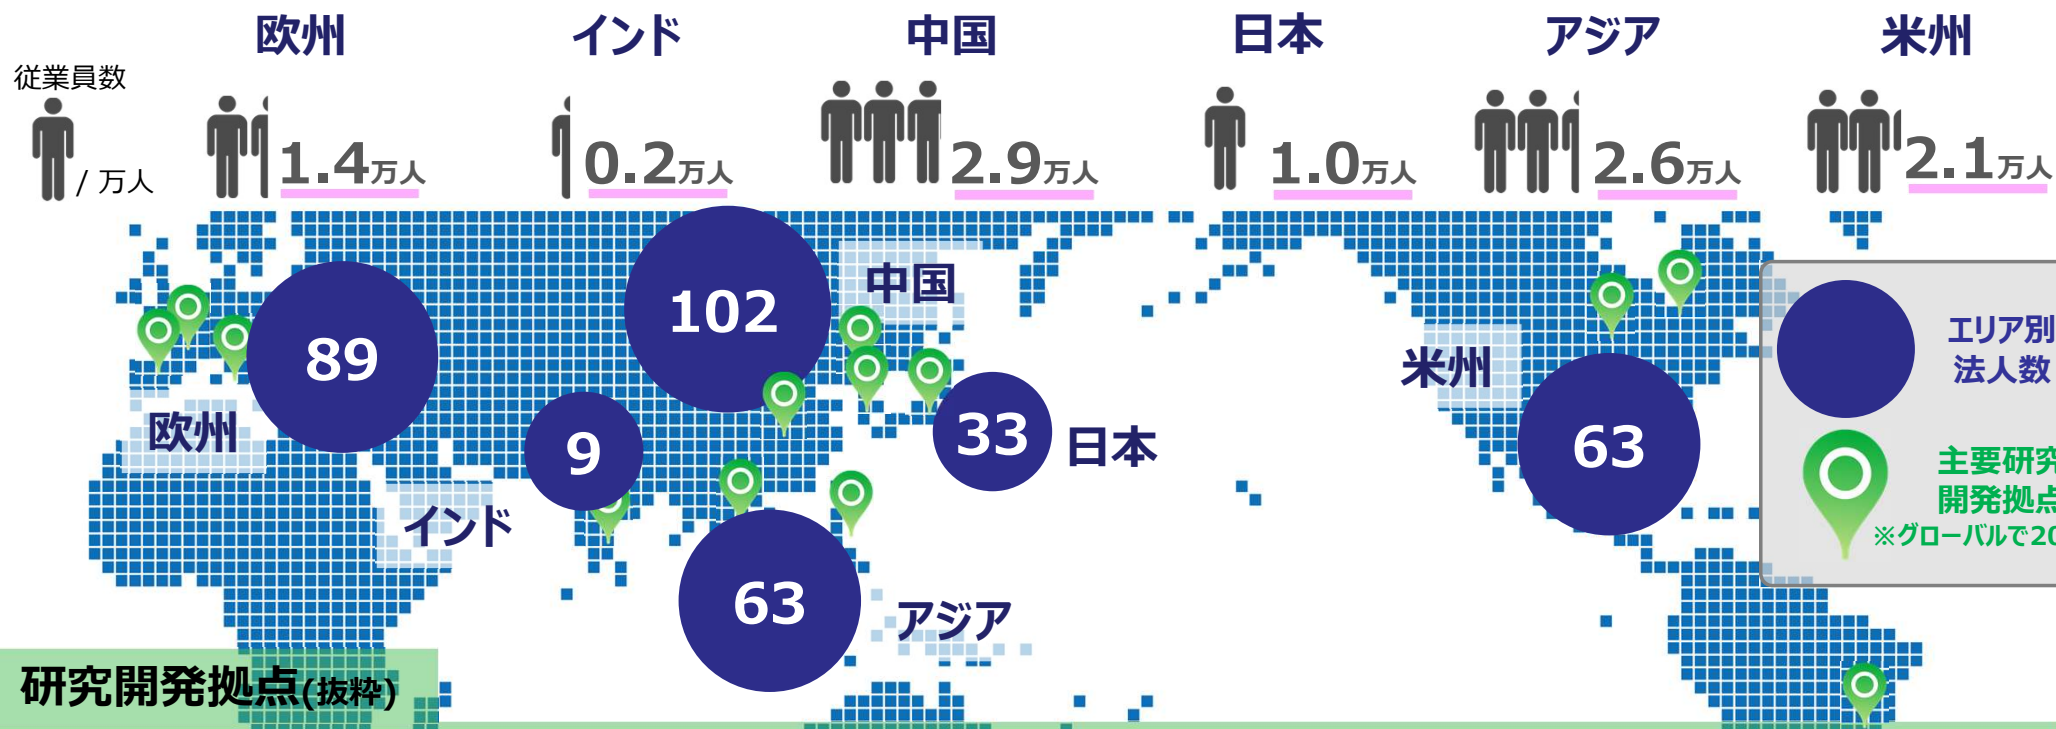 欧州
インド
中国
日本
アジア
米州
従業員数
/ 万人
1.4万人
0.2万人
2.9万人
1.0万人
2.6万人
2.1万人
中国
102
89
欧州
9
インド
33
日本
米州
63
63
アジア
エリア別
法人数
主要研究
開発拠点
※グローバルで20
研究開発拠点(抜粋)